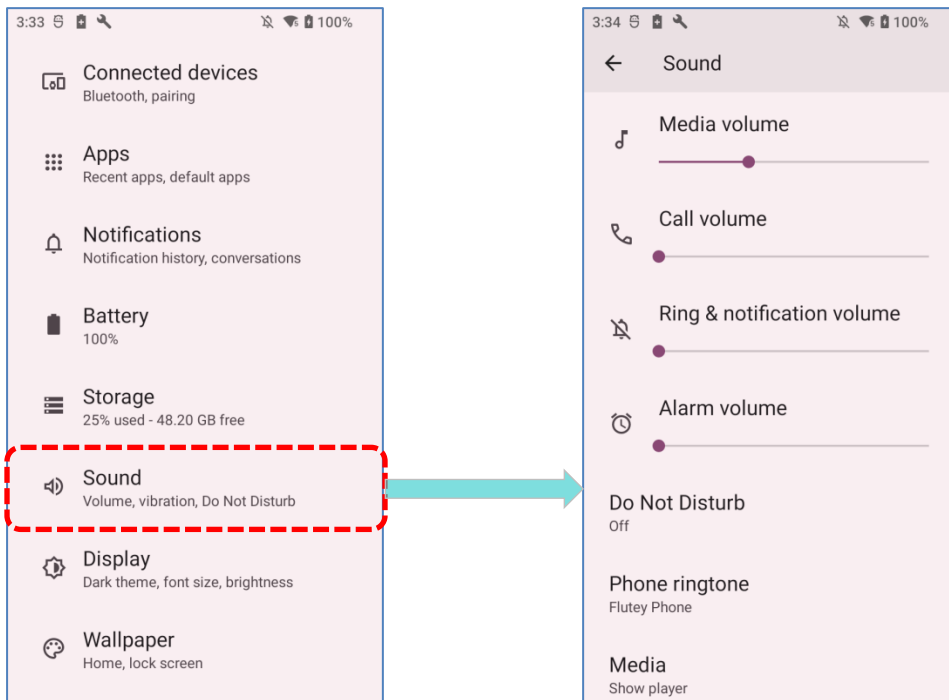 3:33 100%
Connected devices
Bluetooth, pairing
Apps
Recent apps, default apps
Notifications
Notification history, conversations
Battery
100%
Storage
25% used - 48.20 GB free
Sound
Volume, vibration, Do Not Disturb
Display
Dark theme, font size, brightness
Wallpaper
Home, lock screen
3:34 100%
Sound
Media volume
Call volume
Ring & notification volume
Alarm volume
Do Not Disturb
Off
Phone ringtone
Flutey Phone
Media
Show player